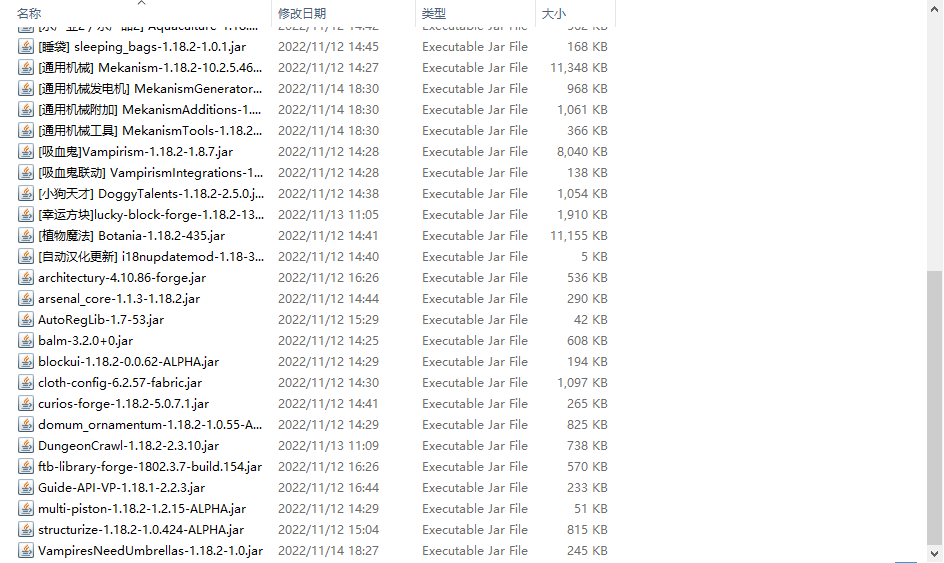 名称 修改日期 类型 大小
[水产业2 / 水产品2] Aquaculture-1.18.... 2022/11/12 14:42 Executable Jar File 982 KB
[睡袋] sleeping_bags-1.18.2-1.0.1.jar 2022/11/12 14:45 Executable Jar File 168 KB
[通用机械] Mekanism-1.18.2-10.2.5.46... 2022/11/12 14:27 Executable Jar File 11,348 KB
[通用机械发电机] MekanismGenerator... 2022/11/14 18:30 Executable Jar File 968 KB
[通用机械附加] MekanismAdditions-1.... 2022/11/14 18:30 Executable Jar File 1,061 KB
[通用机械工具] MekanismTools-1.18.2... 2022/11/14 18:30 Executable Jar File 366 KB
[吸血鬼]Vampirism-1.18.2-1.8.7.jar 2022/11/12 14:28 Executable Jar File 8,040 KB
[吸血鬼联动] VampirismIntegrations-1... 2022/11/12 14:28 Executable Jar File 138 KB
[小狗天才] DoggyTalents-1.18.2-2.5.0.j... 2022/11/12 14:38 Executable Jar File 1,054 KB
[幸运方块]lucky-block-forge-1.18.2-13... 2022/11/13 11:05 Executable Jar File 1,910 KB
[植物魔法] Botania-1.18.2-435.jar 2022/11/12 14:41 Executable Jar File 11,155 KB
[自动汉化更新] i18nupdatemod-1.18-3... 2022/11/12 14:40 Executable Jar File 5 KB
architectury-4.10.86-forge.jar 2022/11/12 16:26 Executable Jar File 536 KB
arsenal_core-1.1.3-1.18.2.jar 2022/11/12 14:44 Executable Jar File 290 KB
AutoRegLib-1.7-53.jar 2022/11/12 15:29 Executable Jar File 42 KB
balm-3.2.0+0.jar 2022/11/12 14:25 Executable Jar File 608 KB
blockui-1.18.2-0.0.62-ALPHA.jar 2022/11/12 14:29 Executable Jar File 194 KB
cloth-config-6.2.57-fabric.jar 2022/11/12 14:30 Executable Jar File 1,097 KB
curios-forge-1.18.2-5.0.7.1.jar 2022/11/12 14:41 Executable Jar File 265 KB
domum_ornamentum-1.18.2-1.0.55-A... 2022/11/12 14:29 Executable Jar File 825 KB
DungeonCrawl-1.18.2-2.3.10.jar 2022/11/13 11:09 Executable Jar File 738 KB
ftb-library-forge-1802.3.7-build.154.jar 2022/11/12 16:26 Executable Jar File 570 KB
Guide-API-VP-1.18.1-2.2.3.jar 2022/11/12 16:44 Executable Jar File 233 KB
multi-piston-1.18.2-1.2.15-ALPHA.jar 2022/11/12 14:29 Executable Jar File 51 KB
structurize-1.18.2-1.0.424-ALPHA.jar 2022/11/12 15:04 Executable Jar File 815 KB
VampiresNeedUmbrellas-1.18.2-1.0.jar 2022/11/14 18:27 Executable Jar File 245 KB